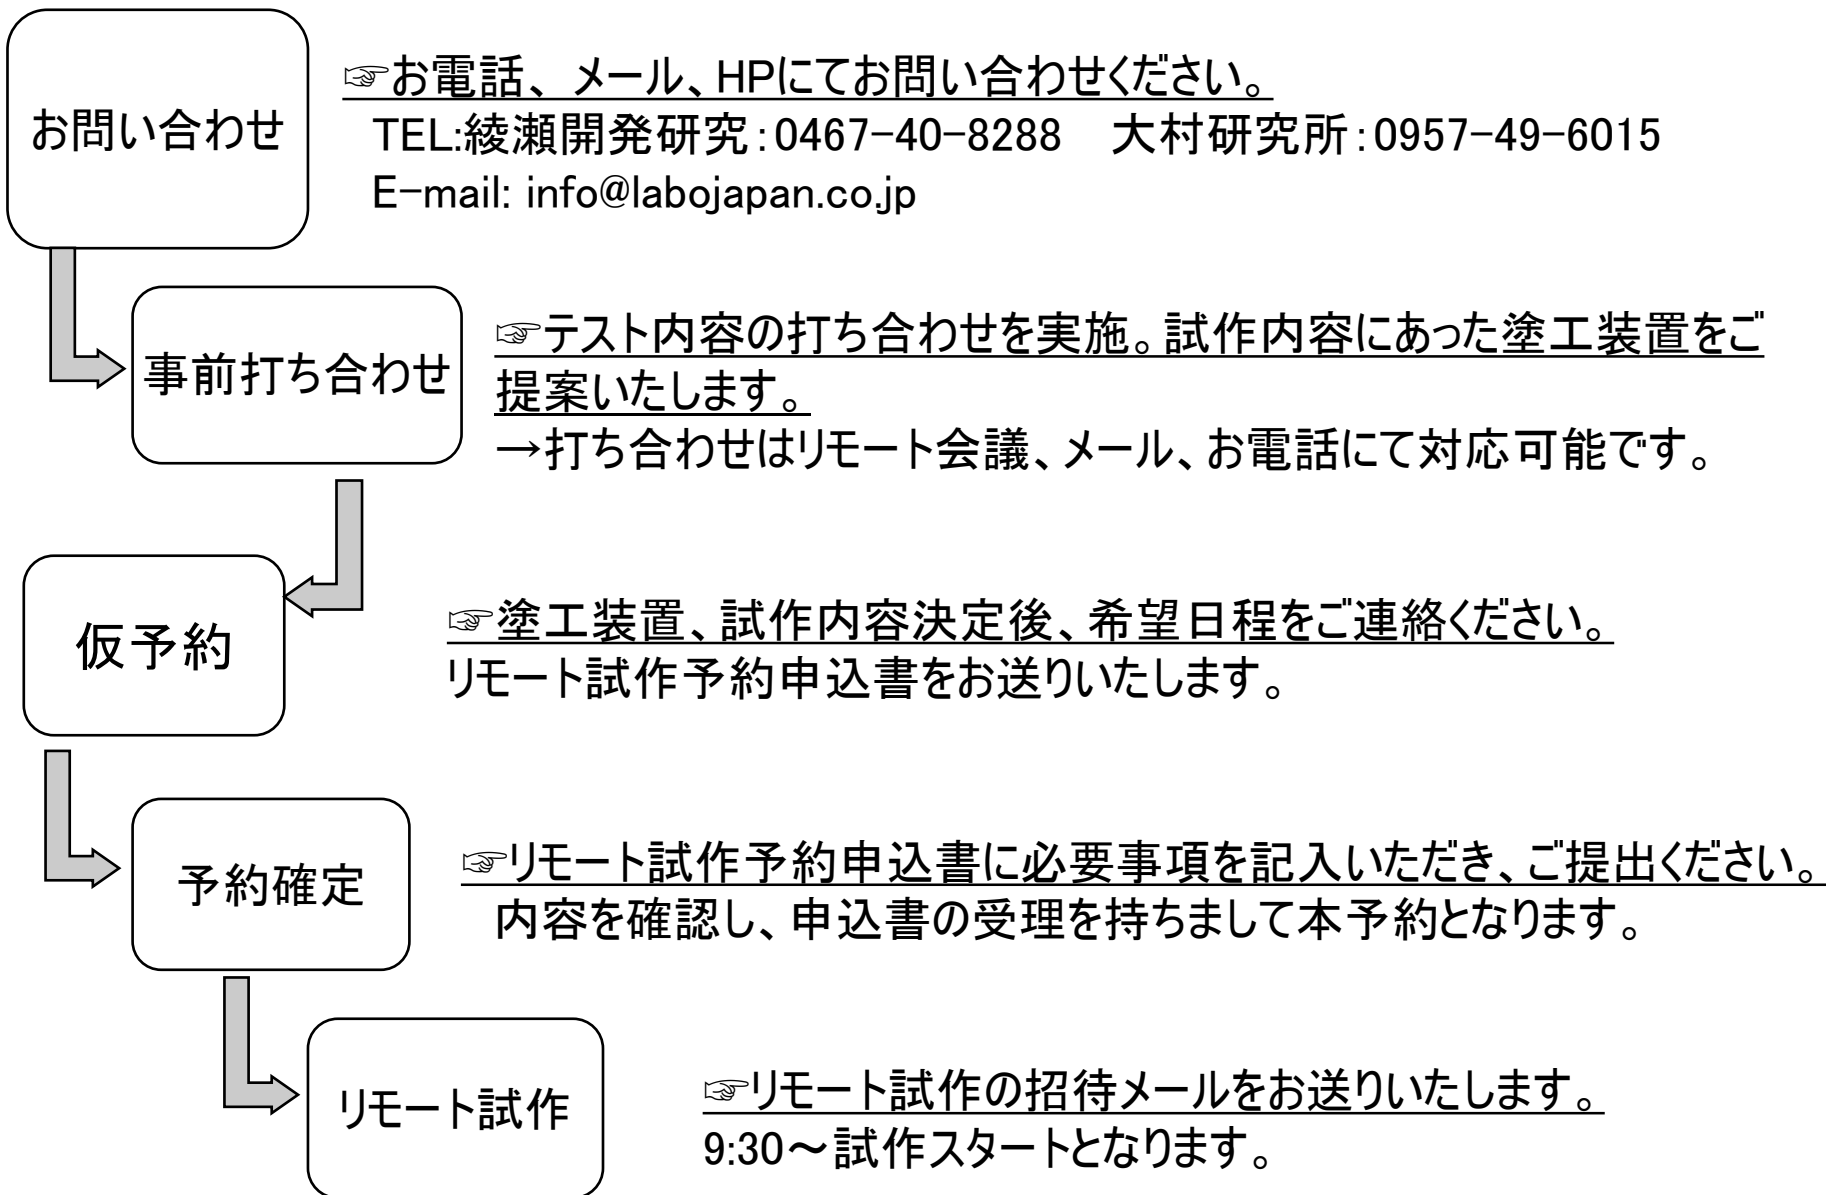 お問い合わせ
☞お電話、メール、HPにてお問い合わせください。
TEL:綾瀬開発研究:0467-40-8288　大村研究所:0957-49-6015
E-mail: info@labojapan.co.jp
事前打ち合わせ
☞テスト内容の打ち合わせを実施。試作内容にあった塗工装置をご
提案いたします。
→打ち合わせはリモート会議、メール、お電話にて対応可能です。
仮予約
☞塗工装置、試作内容決定後、希望日程をご連絡ください。
リモート試作予約申込書をお送りいたします。
予約確定
☞リモート試作予約申込書に必要事項を記入いただき、ご提出ください。
内容を確認し、申込書の受理を持ちまして本予約となります。
リモート試作
☞リモート試作の招待メールをお送りいたします。
9:30～試作スタートとなります。